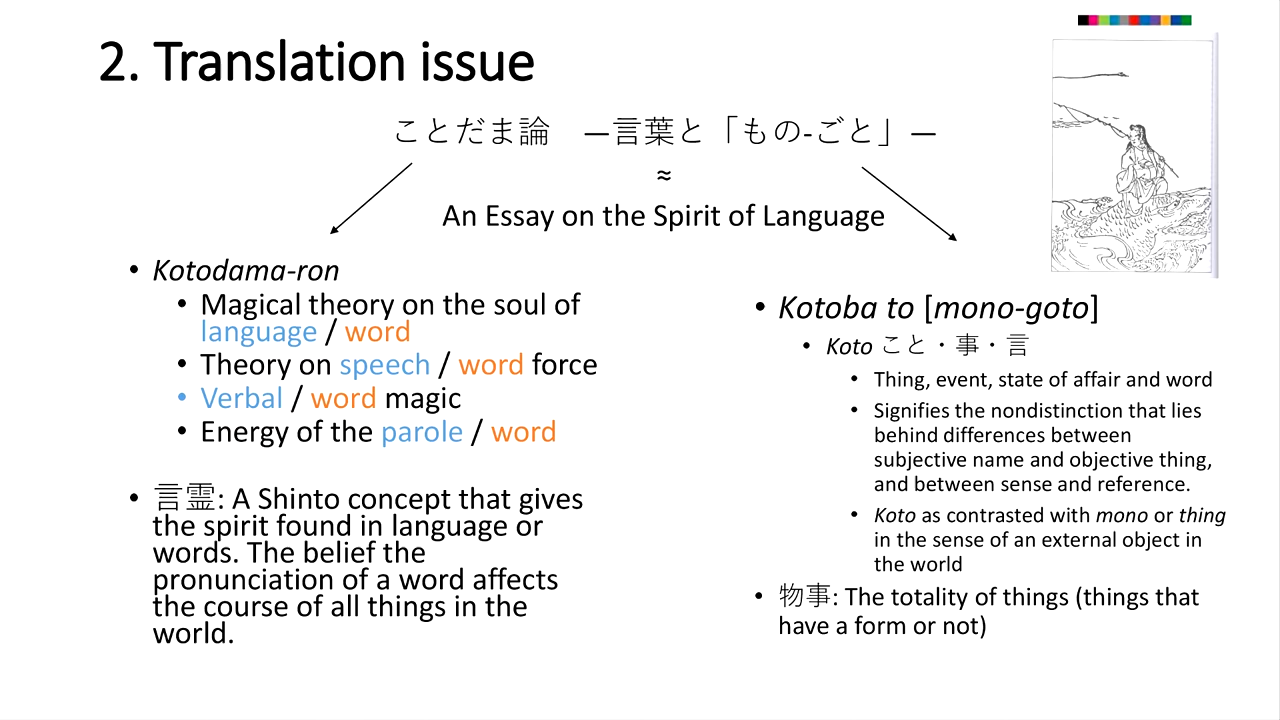 2. Translation issue
ことだま論　―言葉と「もの-ごと」―
≈
An Essay on the Spirit of Language
• Kotodama-ron
• Magical theory on the soul of
language / word
• Theory on speech / word force
• Verbal / word magic
• Energy of the parole / word
• 言霊: A Shinto concept that gives
the spirit found in language or
words. The belief the
pronunciation of a word affects
the course of all things in the
world.
• Kotoba to [mono-goto]
• Koto こと・事・言
• Thing, event, state of affair and word
• Signifies the nondistinction that lies
behind differences between
subjective name and objective thing,
and between sense and reference.
• Koto as contrasted with mono or thing
in the sense of an external object in
the world
• 物事: The totality of things (things that
have a form or not)